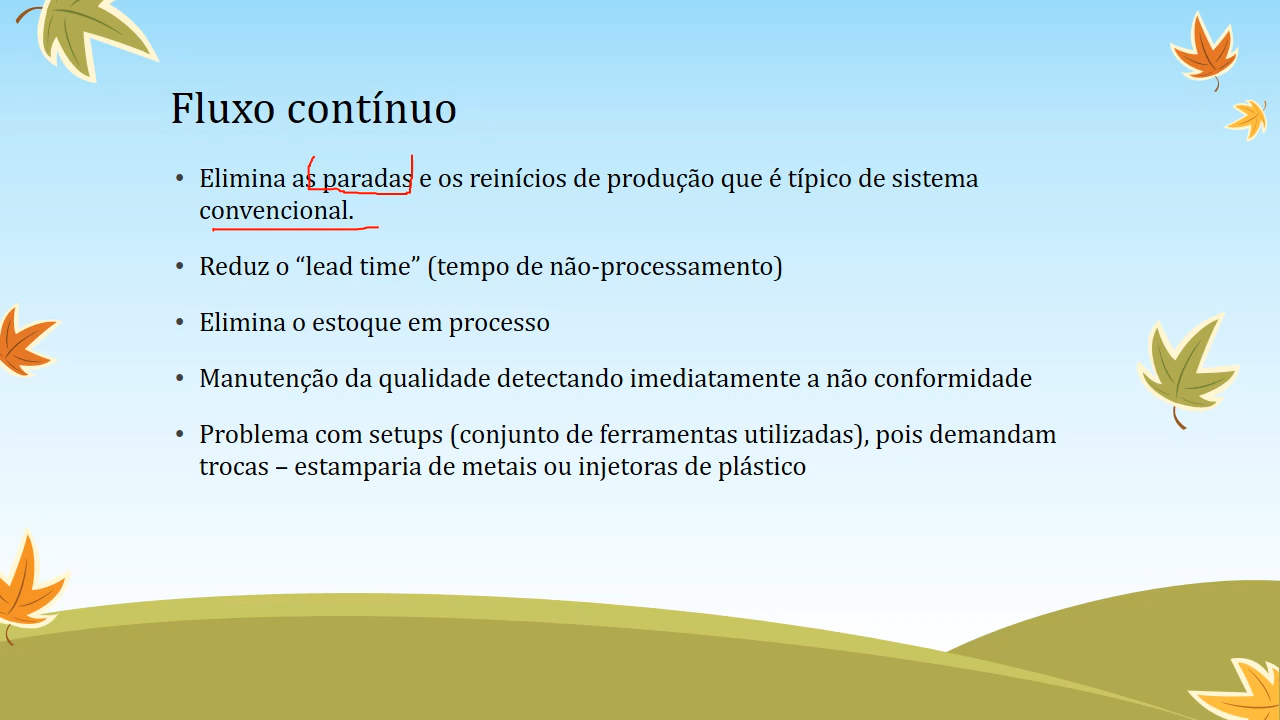 Fluxo contínuo
• Elimina as paradas e os reinícios de produção que é típico de sistema
convencional.
• Reduz o “lead time” (tempo de não-processamento)
• Elimina o estoque em processo
• Manutenção da qualidade detectando imediatamente a não conformidade
• Problema com setups (conjunto de ferramentas utilizadas), pois demandam
trocas – estamparia de metais ou injetoras de plástico